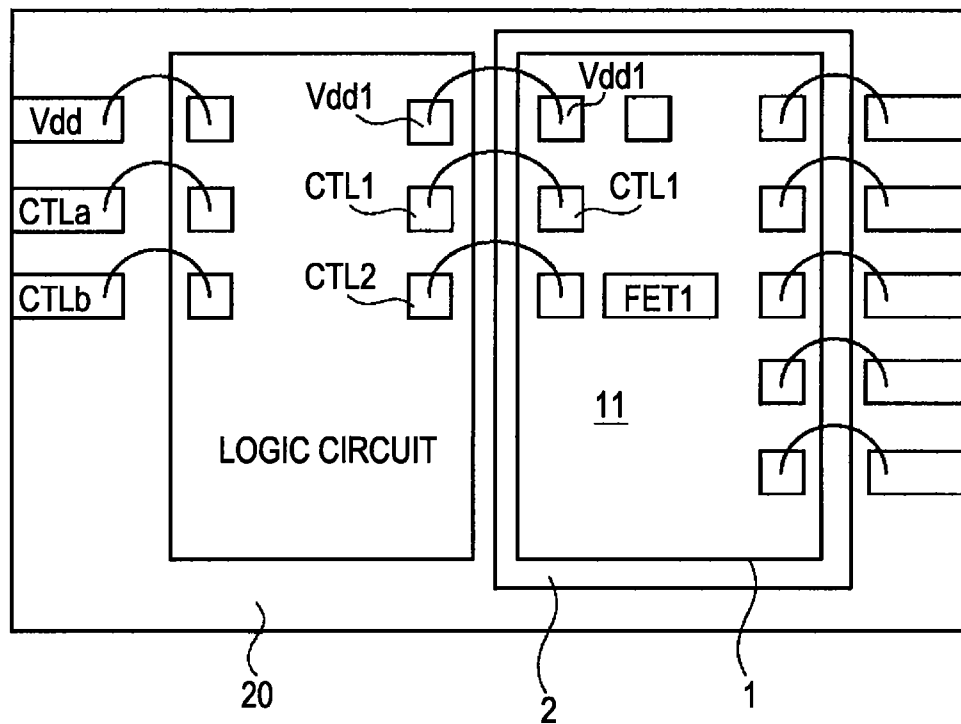 Vdd
Vdd1
Vdd1
CTLa
CTL1
CTL1
CTLb
CTL2
FET1
11
LOGIC CIRCUIT
20
2
1